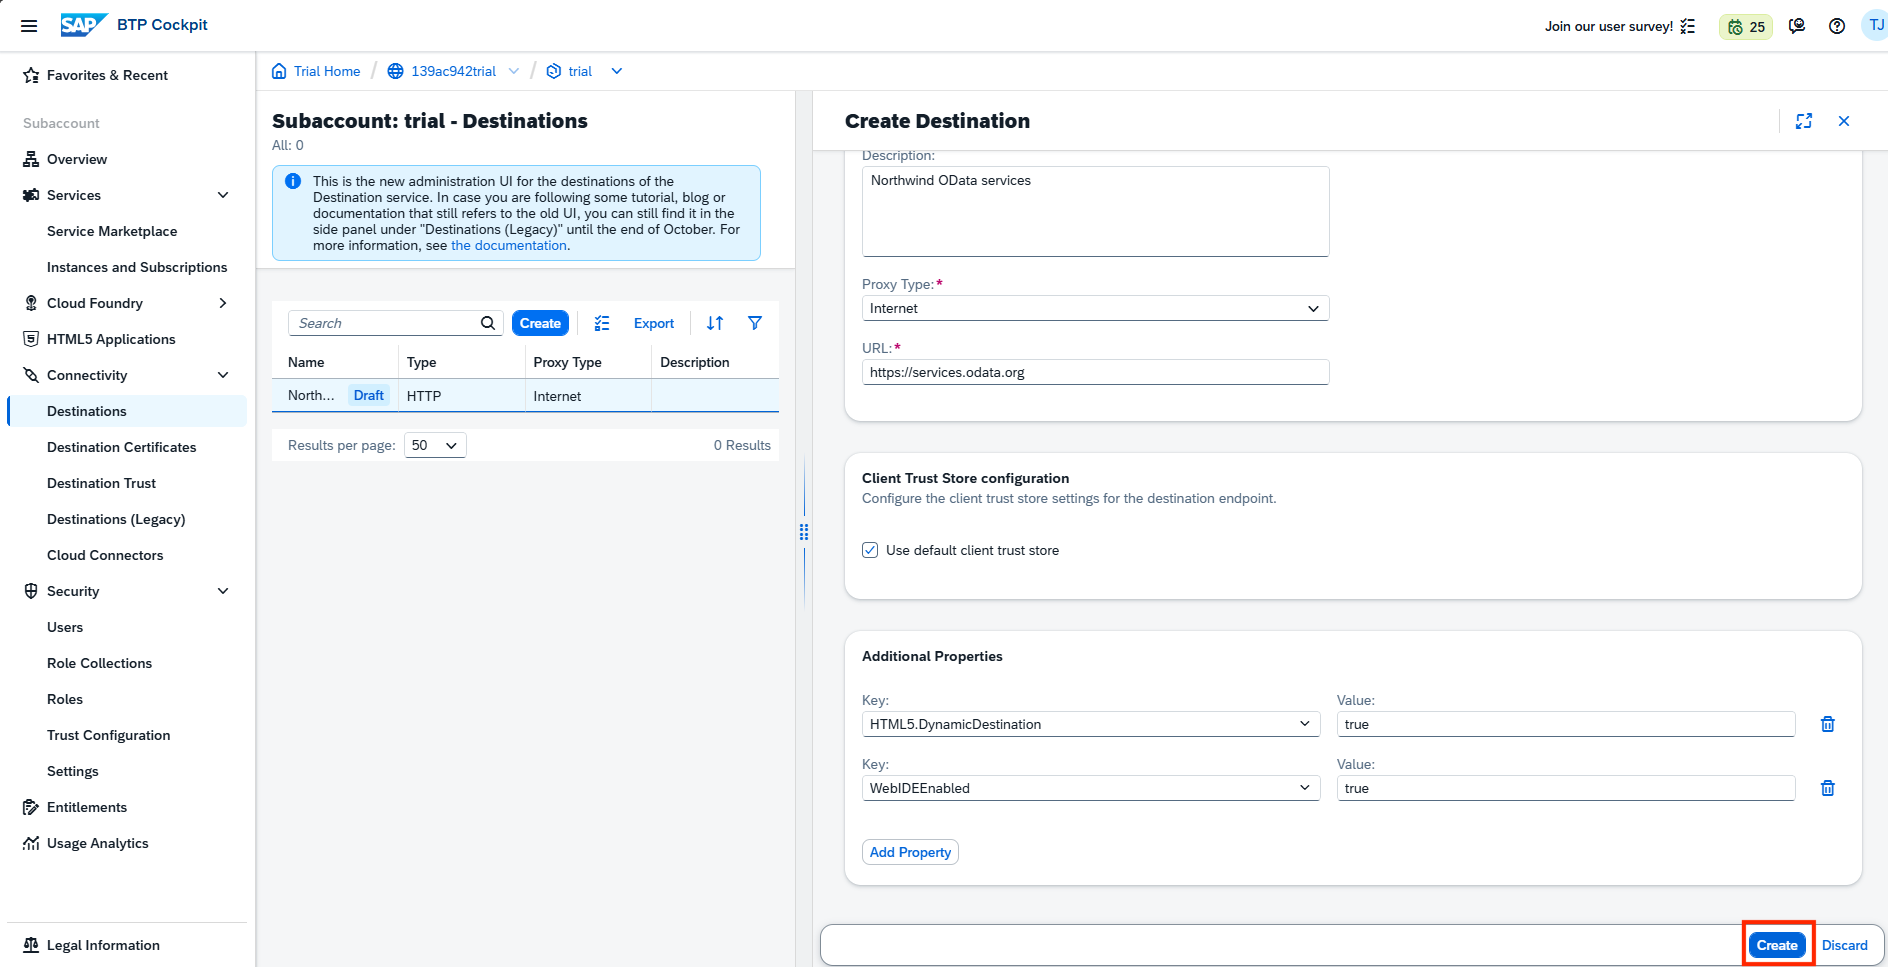 SAP BTP Cockpit
Join our user survey!
25
TJ
Favorites & Recent
Subaccount
Overview
Services
Service Marketplace
Instances and Subscriptions
Cloud Foundry
HTML5 Applications
Connectivity
Destinations
Destination Certificates
Destination Trust
Destinations (Legacy)
Cloud Connectors
Security
Users
Role Collections
Roles
Trust Configuration
Settings
Entitlements
Usage Analytics
Legal Information
Trial Home / 139ac942trial / trial
Subaccount: trial - Destinations
All: 0
This is the new administration UI for the destinations of the
Destination service. In case you are following some tutorial, blog or
documentation that still refers to the old UI, you can still find it in the
side panel under "Destinations (Legacy)" until the end of October. For
more information, see the documentation.
Search Create Export
Name Type Proxy Type Description
North... Draft HTTP Internet
Results per page: 50 0 Results
Create Destination
Description:
Northwind OData services
Proxy Type:*
Internet
URL:*
https://services.odata.org
Client Trust Store configuration
Configure the client trust store settings for the destination endpoint.
Use default client trust store
Additional Properties
Key: Value:
HTML5.DynamicDestination true
Key: Value:
WebIDEEnabled true
Add Property
Create Discard